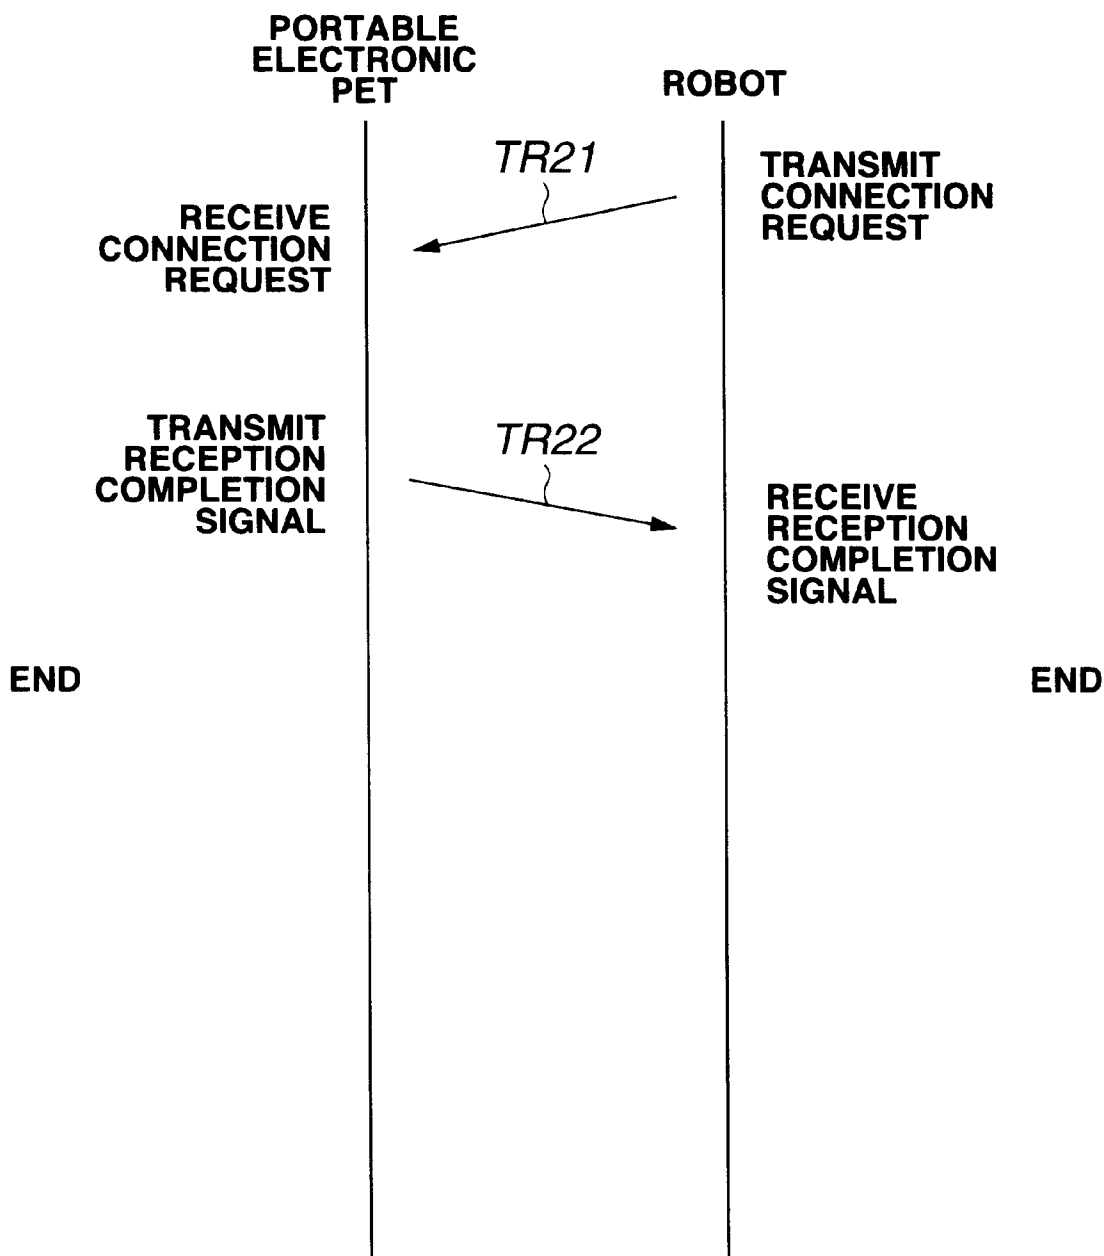 PORTABLE
ELECTRONIC
PET
ROBOT
TR21
TRANSMIT
CONNECTION
REQUEST
RECEIVE
CONNECTION
REQUEST
TRANSMIT
RECEPTION
COMPLETION
SIGNAL
TR22
RECEIVE
RECEPTION
COMPLETION
SIGNAL
END
END